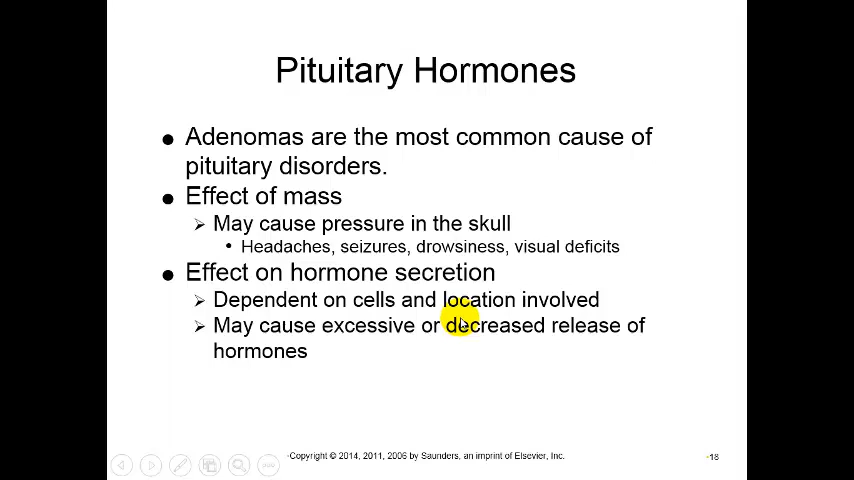 Pituitary Hormones
● Adenomas are the most common cause of
pituitary disorders.
● Effect of mass
➢ May cause pressure in the skull
• Headaches, seizures, drowsiness, visual deficits
● Effect on hormone secretion
➢ Dependent on cells and location involved
➢ May cause excessive or decreased release of
hormones
•Copyright © 2014, 2011, 2006 by Saunders, an imprint of Elsevier, Inc.
•18